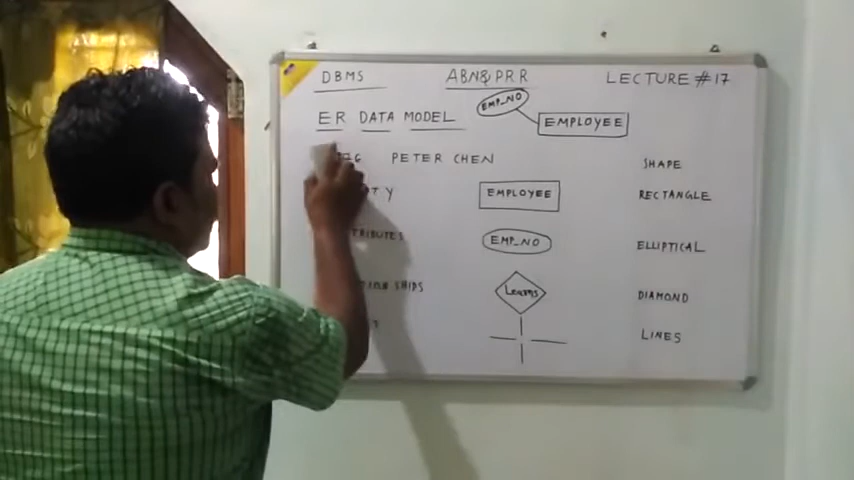 DBMS ABN&PRR LECTURE #17
EMP_NO
ER DATA MODEL EMPLOYEE
PETER CHEN SHAPE
EMPLOYEE RECTANGLE
EMP_NO ELLIPTICAL
Learns DIAMOND
LINES